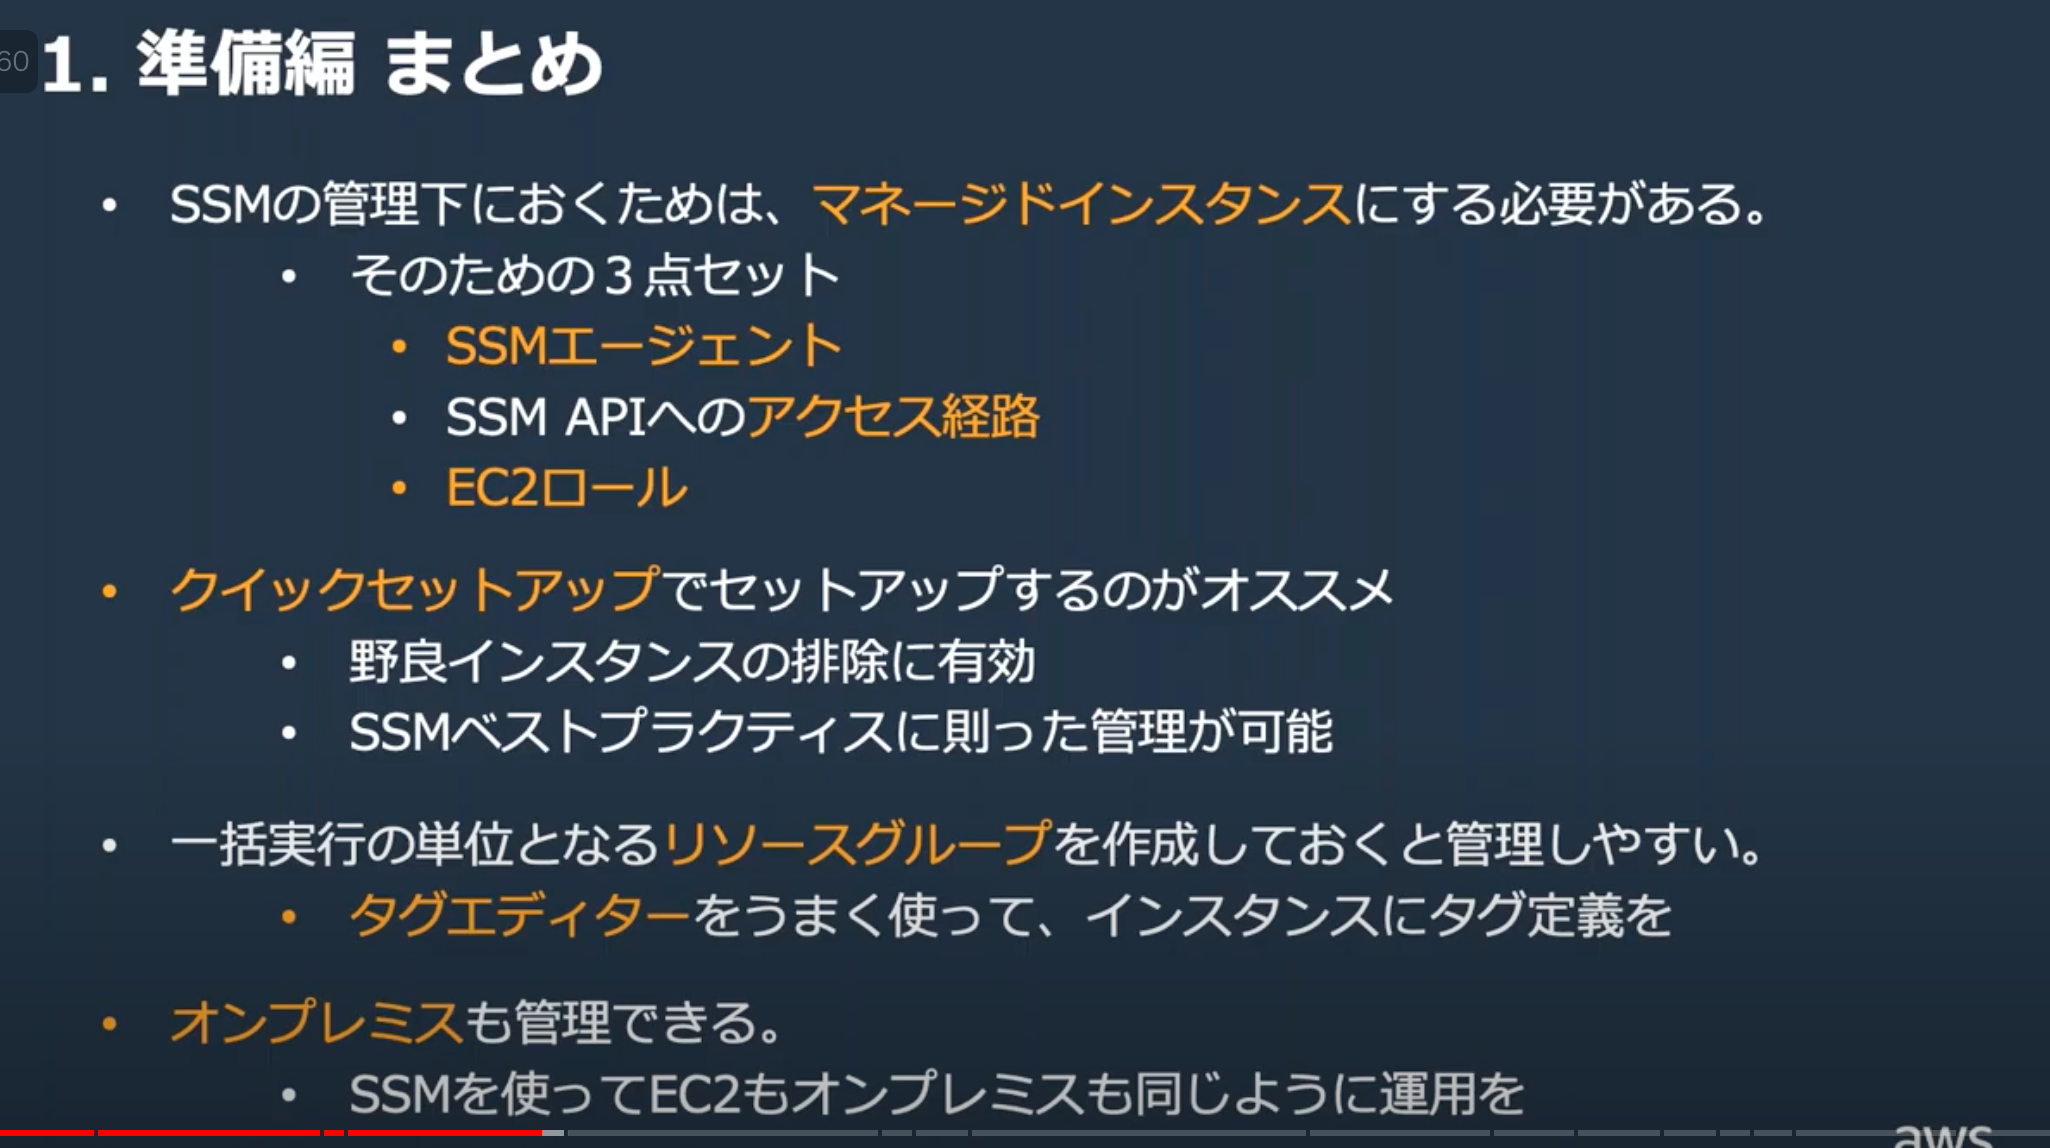 60
1. 準備編 まとめ
• SSMの管理下におくためは、マネージドインスタンスにする必要がある。
• そのための３点セット
• SSMエージェント
• SSM APIへのアクセス経路
• EC2ロール
• クイックセットアップでセットアップするのがオススメ
• 野良インスタンスの排除に有効
• SSMベストプラクティスに則った管理が可能
• 一括実行の単位となるリソースグループを作成しておくと管理しやすい。
• タグエディターをうまく使って、インスタンスにタグ定義を
• オンプレミスも管理できる。
• SSMを使ってEC2もオンプレミスも同じように運用を
aws